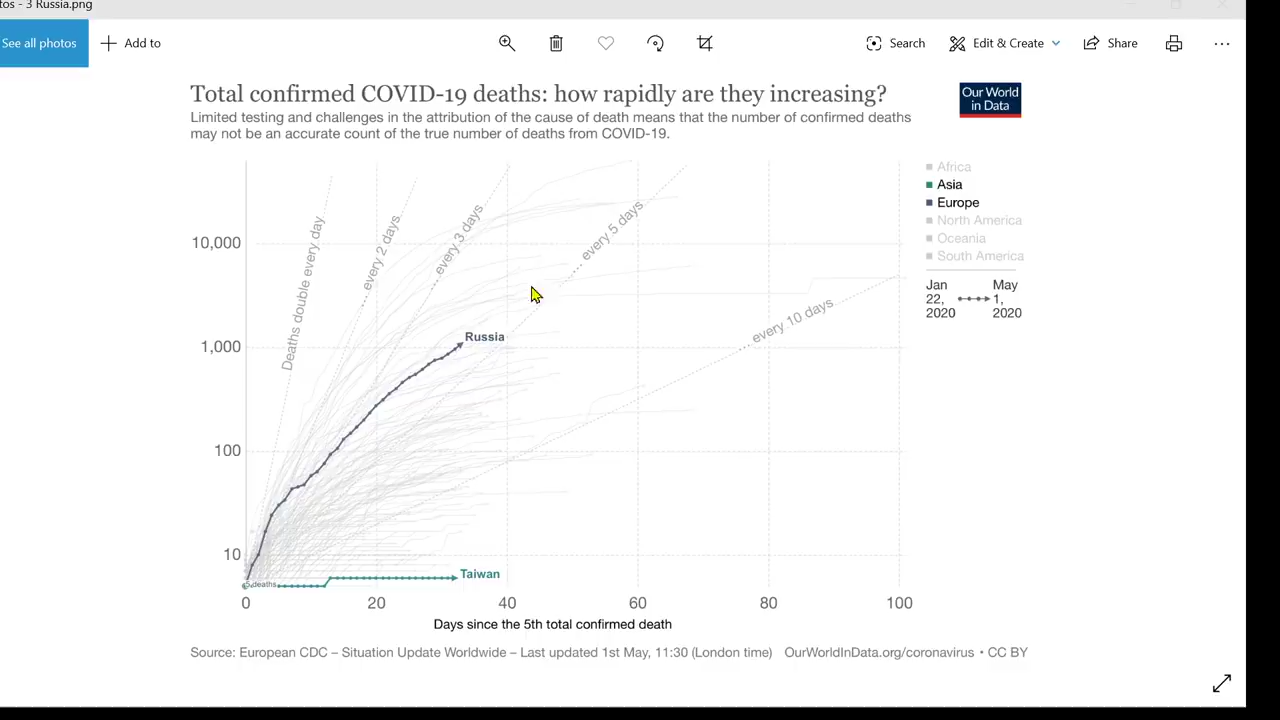 tos - 3 Russia.png
See all photos
Add to
Search
Edit & Create
Share
Total confirmed COVID-19 deaths: how rapidly are they increasing?
Our World
in Data
Limited testing and challenges in the attribution of the cause of death means that the number of confirmed deaths
may not be an accurate count of the true number of deaths from COVID-19.
Africa
Asia
Europe
North America
Oceania
South America
Jan
22,
2020
May
1,
2020
Deaths double every day
every 2 days
every 3 days
every 5 days
every 10 days
10,000
1,000
100
10
Russia
Taiwan
5 deaths
0
20
40
60
80
100
Days since the 5th total confirmed death
Source: European CDC – Situation Update Worldwide – Last updated 1st May, 11:30 (London time)
OurWorldInData.org/coronavirus • CC BY